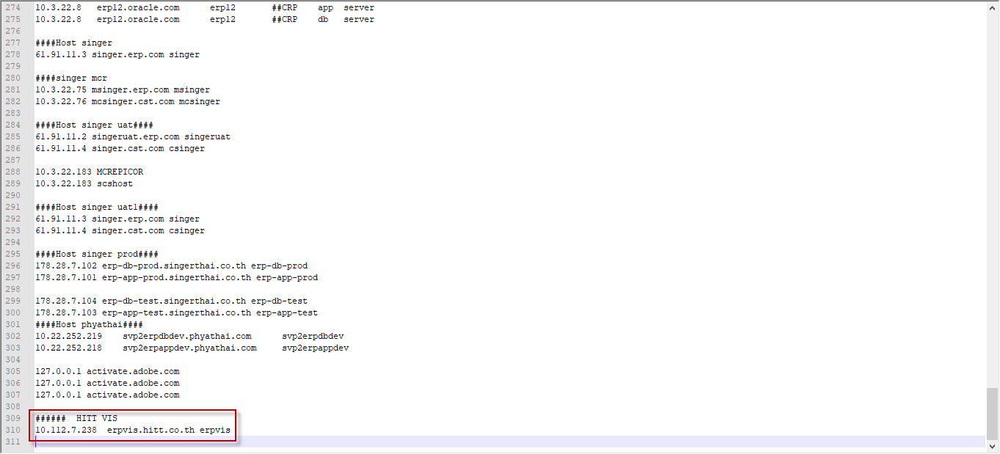 274 10.3.22.8 erp12.oracle.com erp12 ##CRP app server
275 10.3.22.8 erp12.oracle.com erp12 ##CRP db server
276
277 ####Host singer
278 61.91.11.3 singer.erp.com singer
279
280 ####singer mcr
281 10.3.22.75 msinger.erp.com msinger
282 10.3.22.76 mcsinger.cst.com mcsinger
283
284 ####Host singer uat####
285 61.91.11.2 singeruat.erp.com singeruat
286 61.91.11.4 singer.cst.com csinger
287
288 10.3.22.183 MCREPICOR
289 10.3.22.183 scshost
290
291 ####Host singer uat1####
292 61.91.11.3 singer.erp.com singer
293 61.91.11.4 singer.cst.com csinger
294
295 ####Host singer prod####
296 178.28.7.102 erp-db-prod.singerthai.co.th erp-db-prod
297 178.28.7.101 erp-app-prod.singerthai.co.th erp-app-prod
298
299 178.28.7.104 erp-db-test.singerthai.co.th erp-db-test
300 178.28.7.103 erp-app-test.singerthai.co.th erp-app-test
301 ####Host phyathai####
302 10.22.252.219 svp2erpdbdev.phyathai.com svp2erpdbdev
303 10.22.252.218 svp2erpappdev.phyathai.com svp2erpappdev
304
305 127.0.0.1 activate.adobe.com
306 127.0.0.1 activate.adobe.com
307 127.0.0.1 activate.adobe.com
308
309 ###### HITT VIS
310 10.112.7.238 erpvis.hitt.co.th erpvis
311